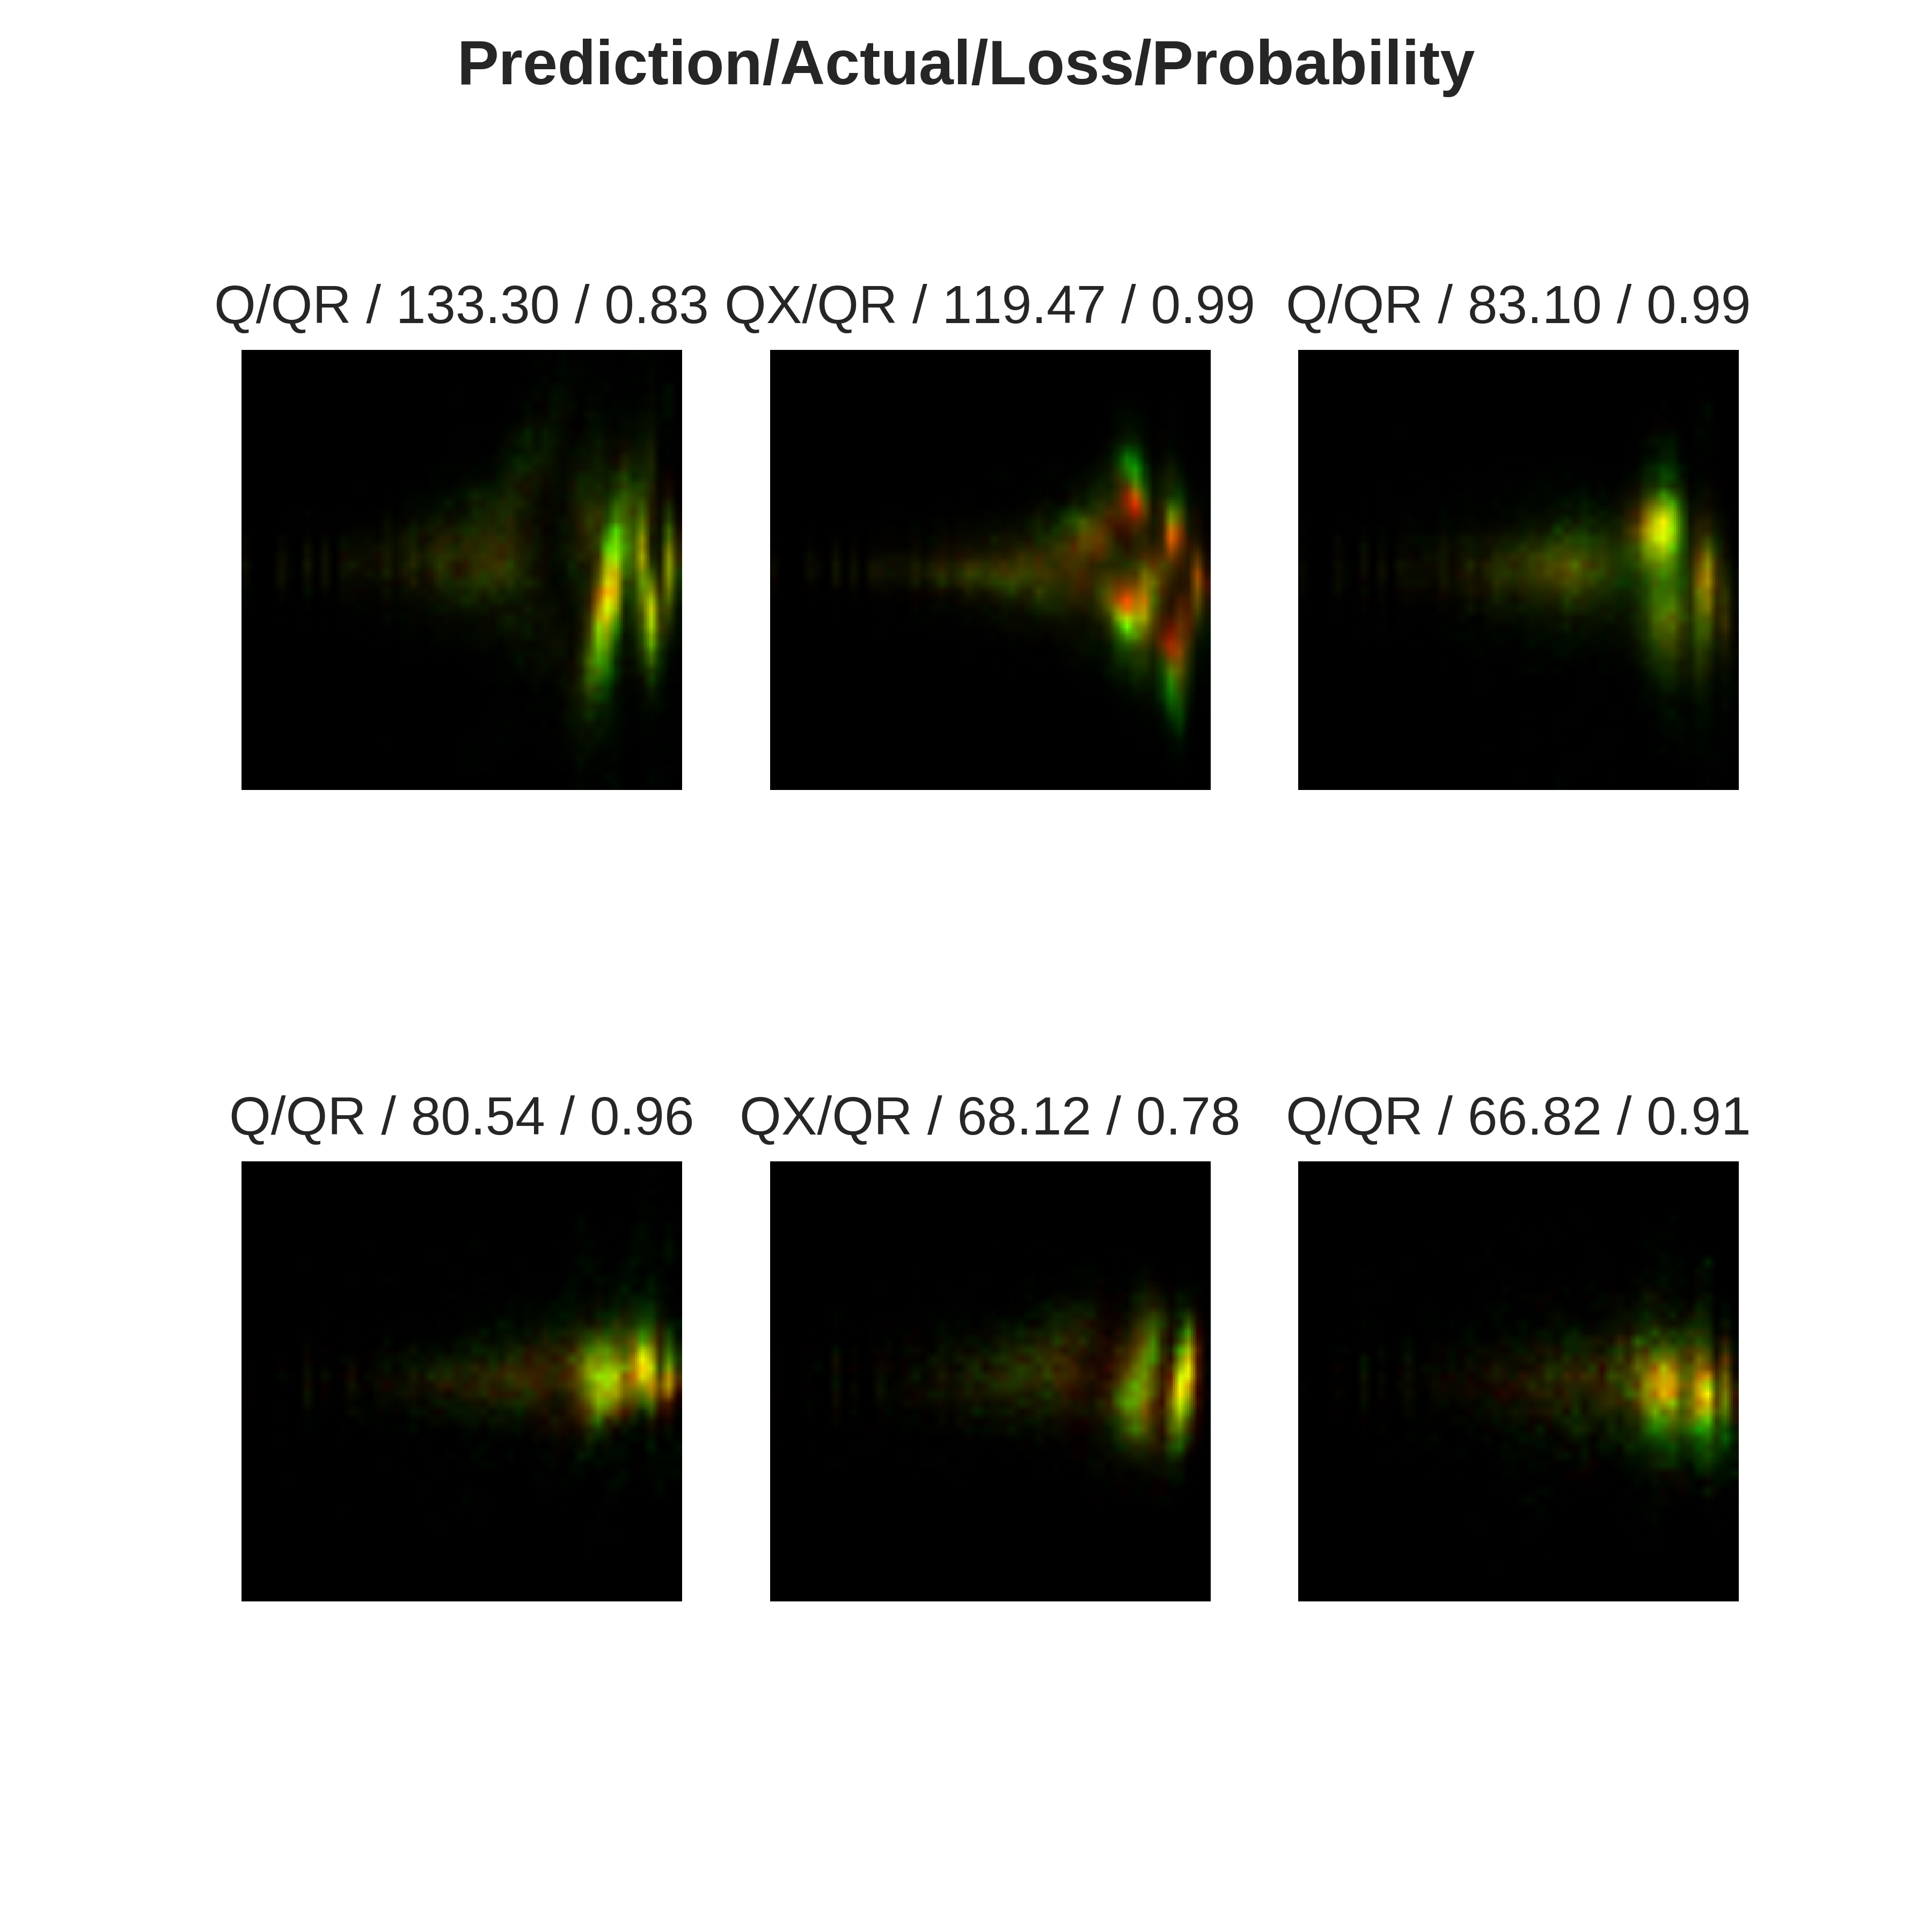 Prediction/Actual/Loss/Probability
Q/QR / 133.30 / 0.83
QX/QR / 119.47 / 0.99
Q/QR / 83.10 / 0.99
Q/QR / 80.54 / 0.96
QX/QR / 68.12 / 0.78
Q/QR / 66.82 / 0.91